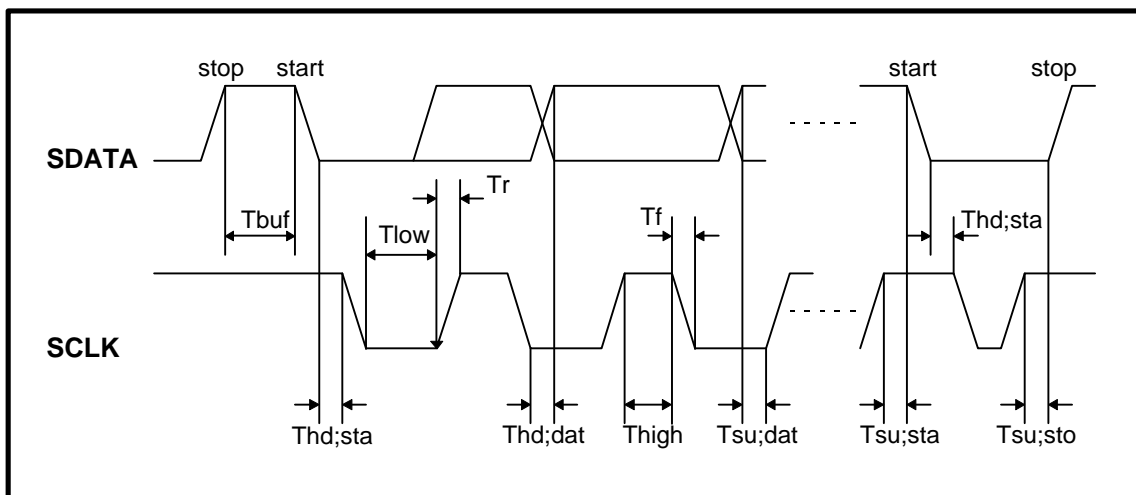 stop start start stop
SDATA
Tr Tf Thd;sta
Tbuf Tlow
SCLK
Thd;sta Thd;dat Thigh Tsu;dat Tsu;sta Tsu;sto